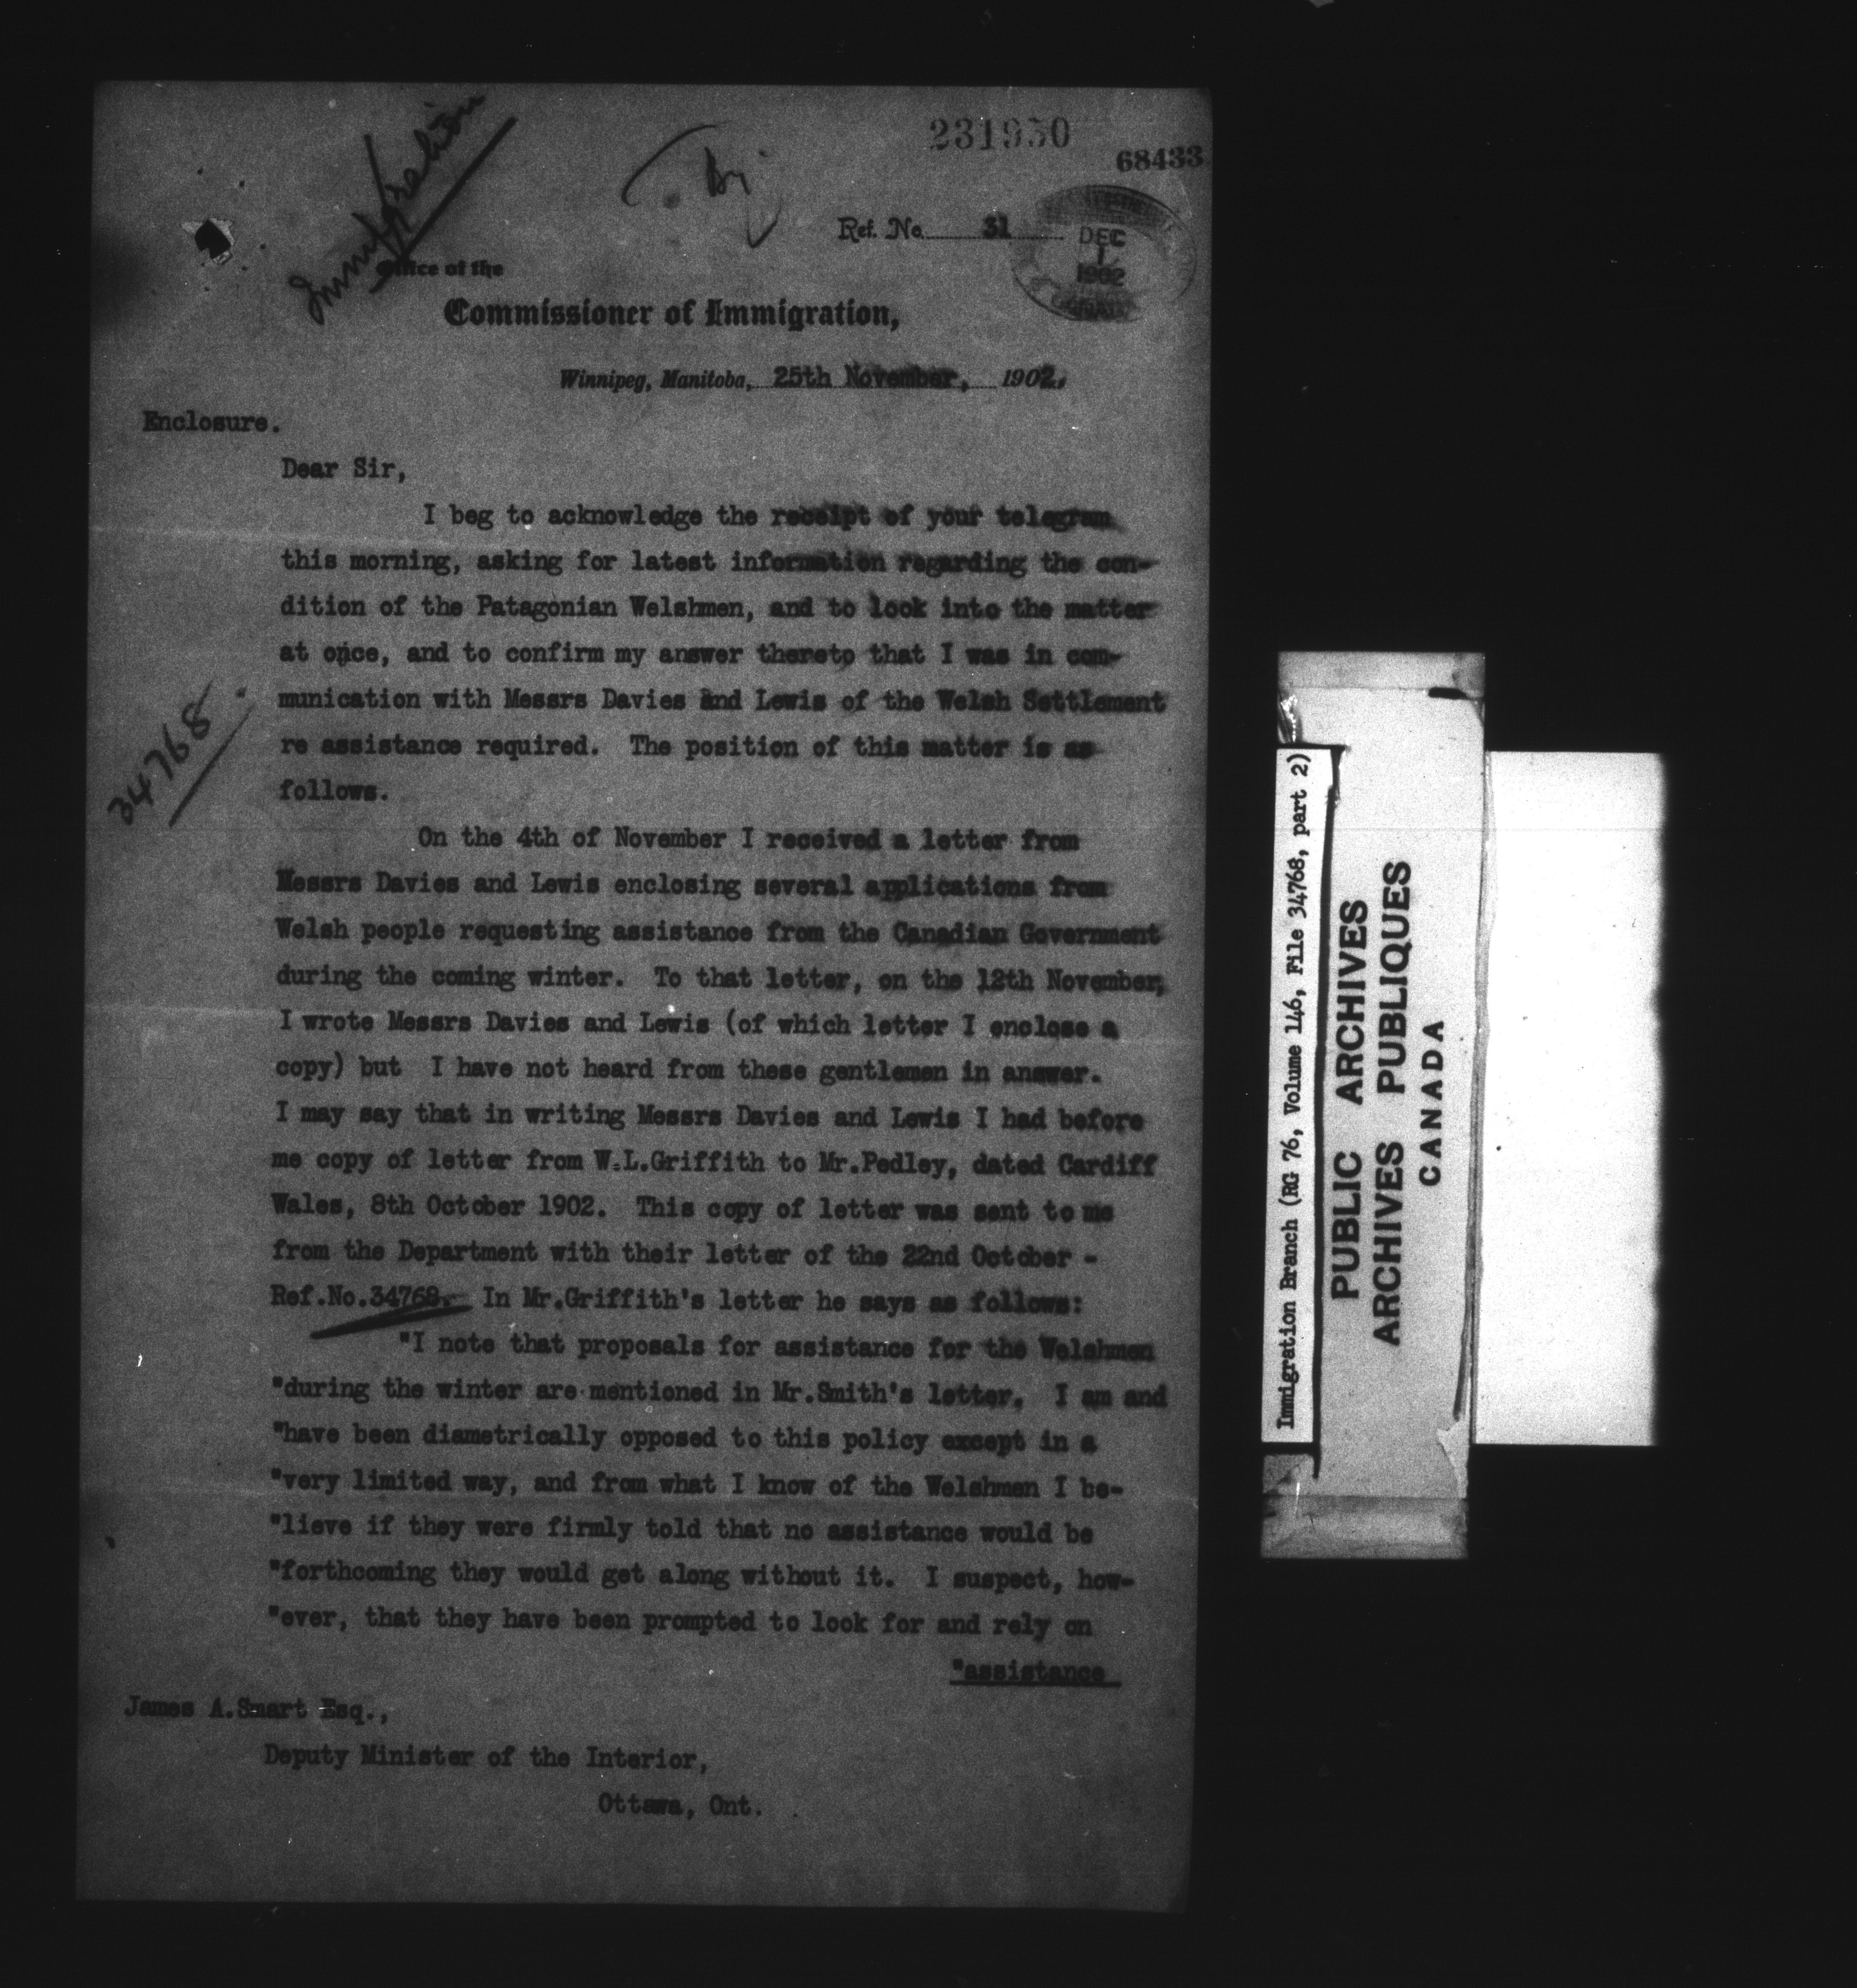 Immigration
231930
68433
Ref. No. 31
DEC
1
1902
Office of the
Commissioner of Immigration,
Winnipeg, Manitoba, 25th November, 1902,
Enclosure.
Dear Sir,
I beg to acknowledge the receipt of your telegram
this morning, asking for latest information regarding the con-
dition of the Patagonian Welshmen, and to look into the matter
at once, and to confirm my answer thereto that I was in com-
munication with Messrs Davies and Lewis of the Welsh Settlement
re assistance required. The position of this matter is as
follows.
34768
On the 4th of November I received a letter from
Messrs Davies and Lewis enclosing several applications from
Welsh people requesting assistance from the Canadian Government
during the coming winter. To that letter, on the 12th November,
I wrote Messrs Davies and Lewis (of which letter I enclose a
copy) but I have not heard from these gentlemen in answer.
I may say that in writing Messrs Davies and Lewis I had before
me copy of letter from W.L.Griffith to Mr.Pedley, dated Cardiff
Wales, 8th October 1902. This copy of letter was sent to me
from the Department with their letter of the 22nd October -
Ref.No.34768. In Mr.Griffith's letter he says as follows:
"I note that proposals for assistance for the Welshmen
"during the winter are mentioned in Mr.Smith's letter, I am and
"have been diametrically opposed to this policy except in a
"very limited way, and from what I know of the Welshmen I be-
"lieve if they were firmly told that no assistance would be
"forthcoming they would get along without it. I suspect, how-
"ever, that they have been prompted to look for and rely on
"assistance
James A.Smart Esq.,
Deputy Minister of the Interior,
Ottawa, Ont.
Immigration Branch (RG 76, Volume 146, File 34768, part 2)
PUBLIC ARCHIVES
ARCHIVES PUBLIQUES
CANADA